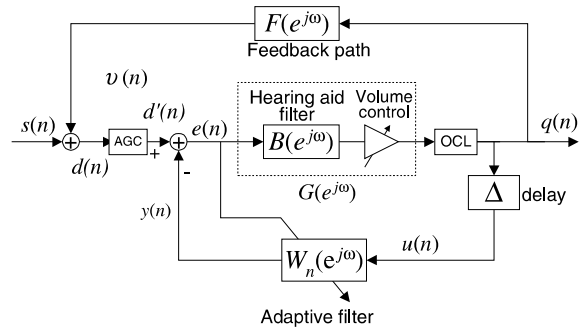 F(e^{jω})
Feedback path
υ(n)
s(n)
+
d(n)
AGC
d'(n)
+
+
-
e(n)
Hearing aid
filter
B(e^{jω})
Volume
control
G(e^{jω})
OCL
q(n)
Δ
delay
y(n)
W_n(e^{jω})
u(n)
Adaptive filter